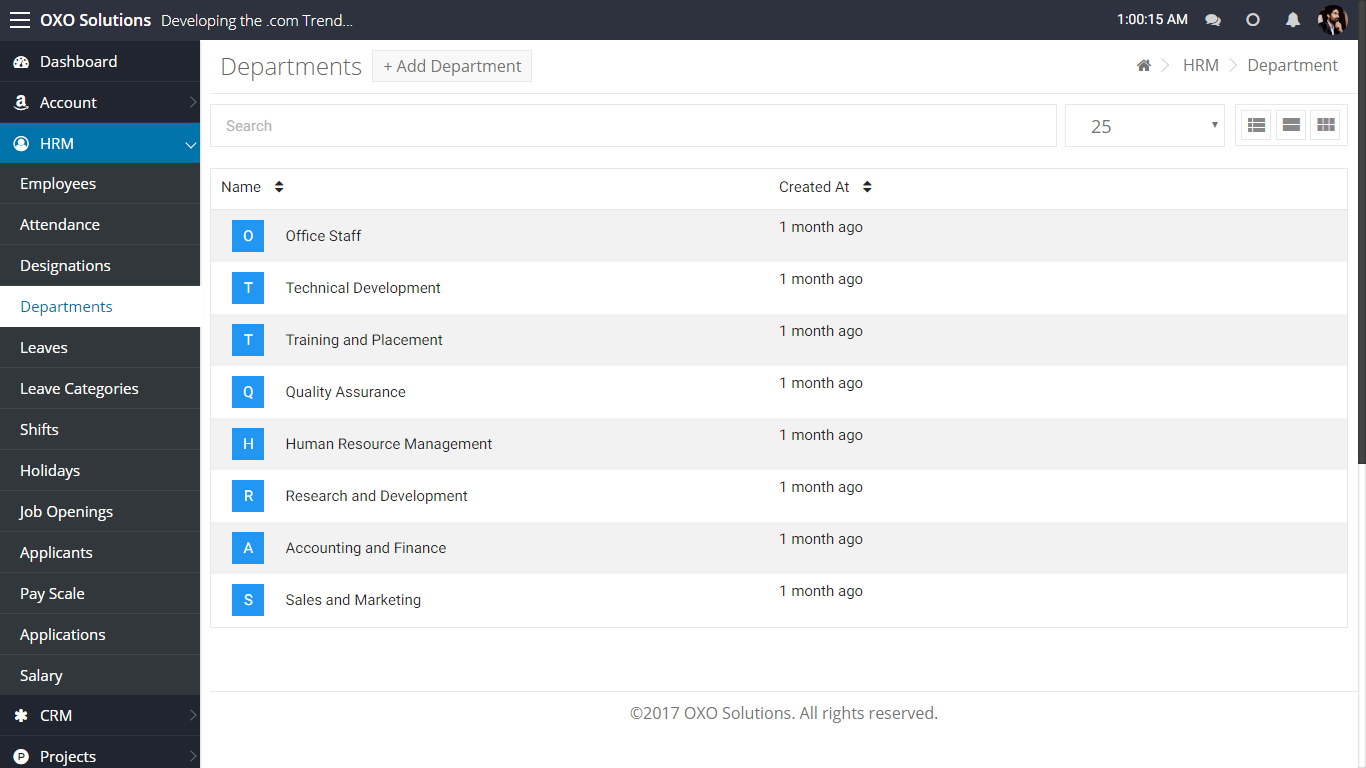 OXO Solutions Developing the .com Trend...
1:00:15 AM
Dashboard
Account
HRM
Employees
Attendance
Designations
Departments
Leaves
Leave Categories
Shifts
Holidays
Job Openings
Applicants
Pay Scale
Applications
Salary
CRM
P Projects
Departments + Add Department
HRM Department
Search
25
Name Created At
O Office Staff 1 month ago
T Technical Development 1 month ago
T Training and Placement 1 month ago
Q Quality Assurance 1 month ago
H Human Resource Management 1 month ago
R Research and Development 1 month ago
A Accounting and Finance 1 month ago
S Sales and Marketing 1 month ago
©2017 OXO Solutions. All rights reserved.